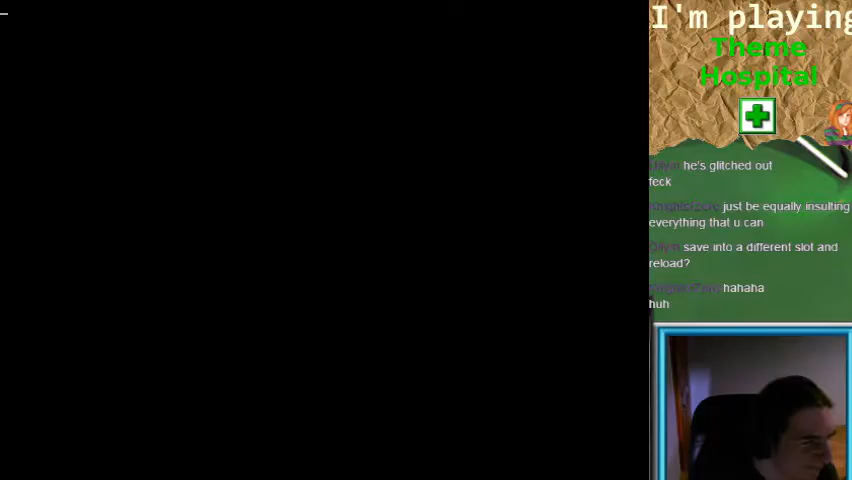 I'm playing
Theme
Hospital
he's glitched out
feck
just be equally insulting
everything that u can
save into a different slot and
reload?
hahaha
huh